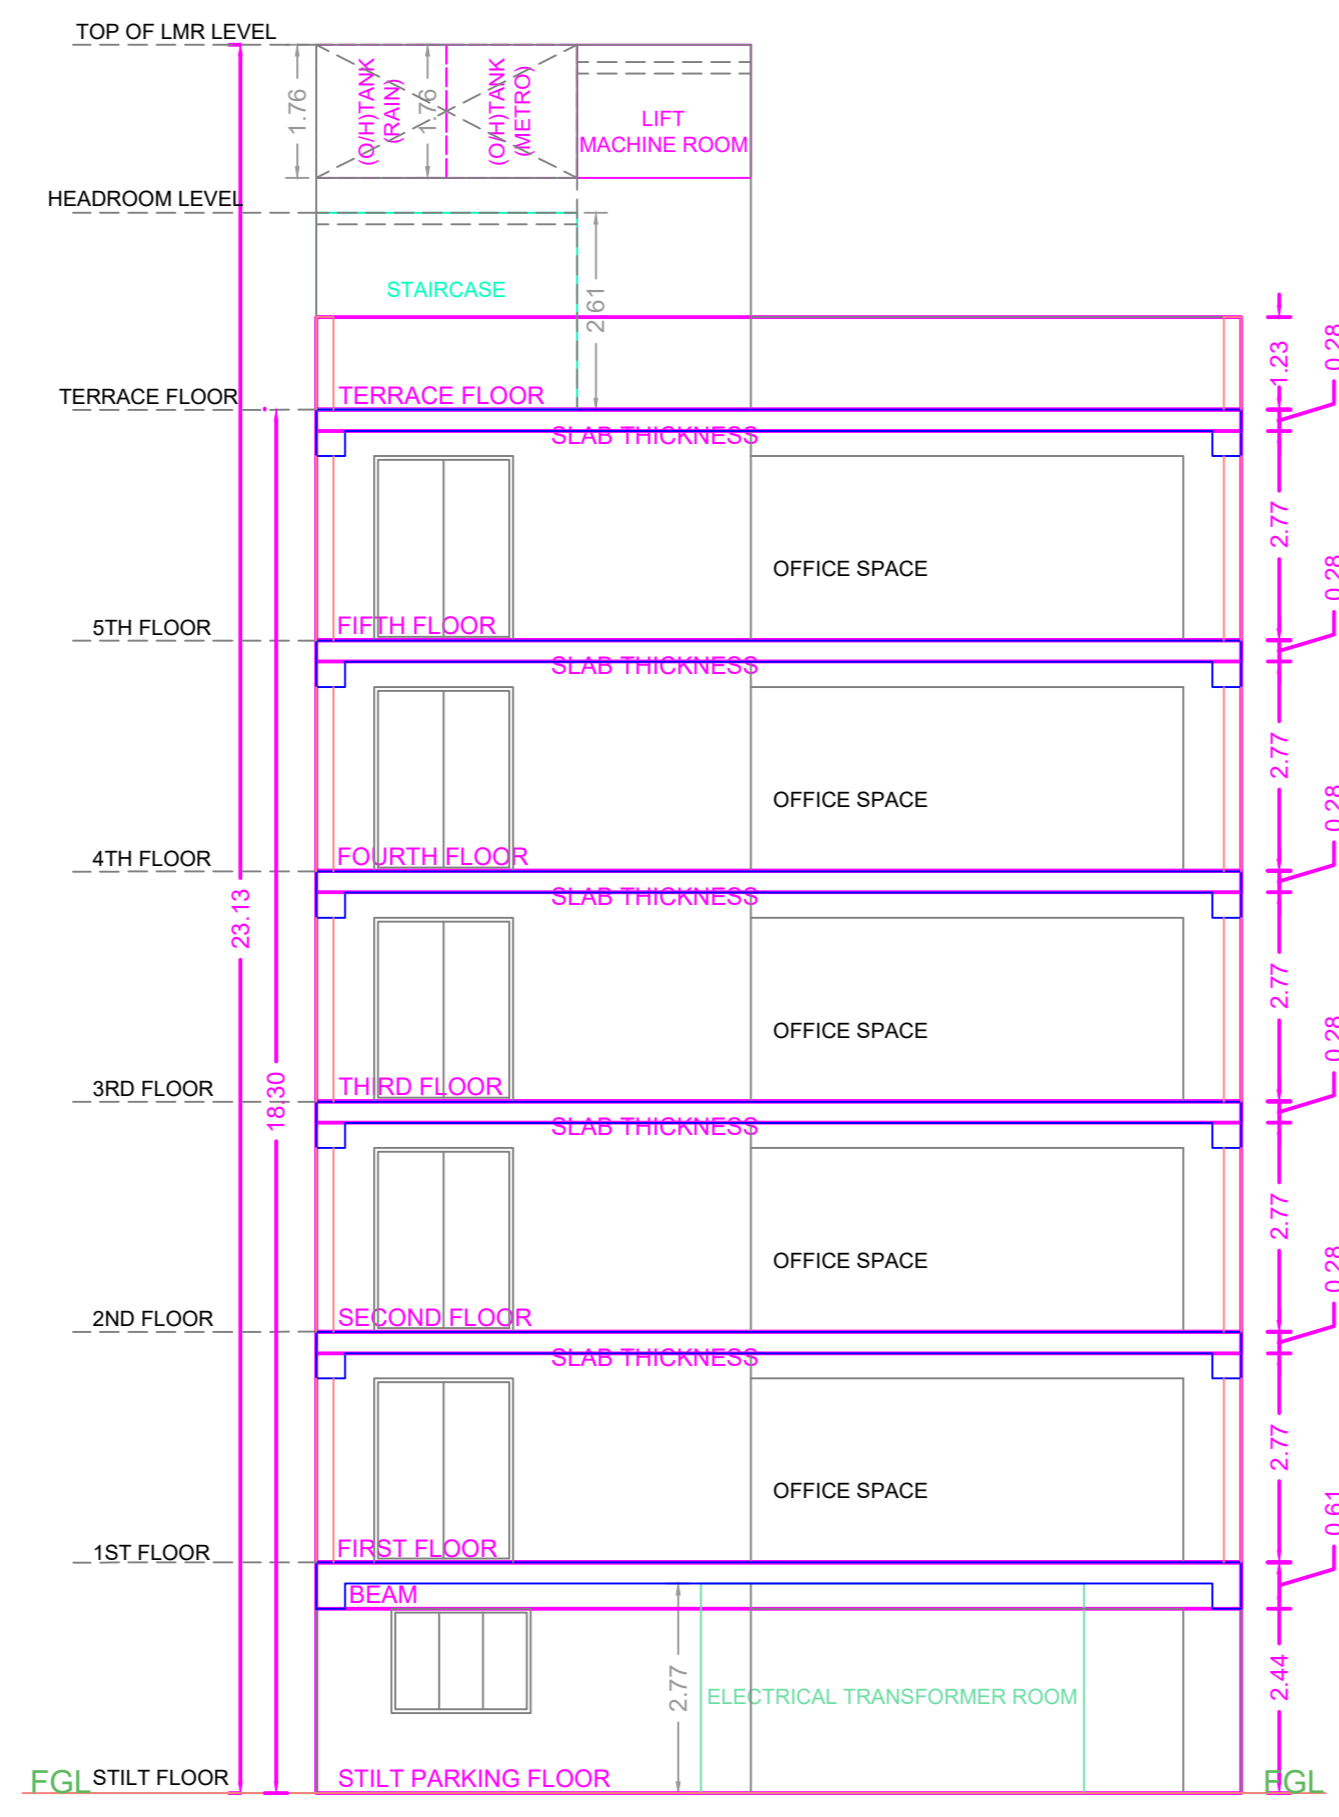 TOP OF LMR LEVEL
1.76
(O/H)TANK
(RAIN)
1.76
(O/H)TANK
(METRO)
LIFT
MACHINE ROOM
HEADROOM LEVEL
STAIRCASE
2.61
1.23
0.28
TERRACE FLOOR
TERRACE FLOOR
SLAB THICKNESS
2.77
OFFICE SPACE
0.28
5TH FLOOR
FIFTH FLOOR
SLAB THICKNESS
2.77
OFFICE SPACE
0.28
4TH FLOOR
FOURTH FLOOR
SLAB THICKNESS
23.13
2.77
OFFICE SPACE
0.28
3RD FLOOR
THIRD FLOOR
18.30
SLAB THICKNESS
2.77
OFFICE SPACE
0.28
2ND FLOOR
SECOND FLOOR
SLAB THICKNESS
2.77
OFFICE SPACE
0.61
1ST FLOOR
FIRST FLOOR
BEAM
2.77
ELECTRICAL TRANSFORMER ROOM
2.44
FGL
STILT FLOOR
STILT PARKING FLOOR
FGL